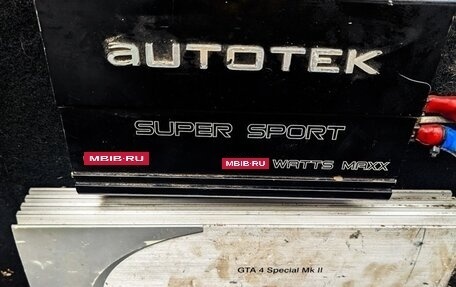 AUTOTEK
SUPER SPORT
MBIB.RU
MBIB.RU WATTS MAXX
GTA 4 Special Mk II